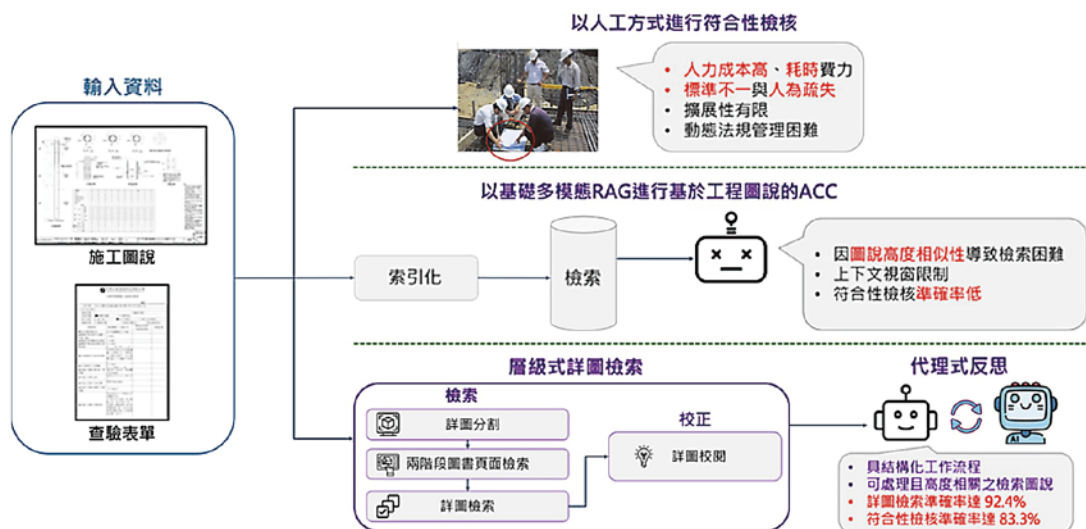 以人工方式進行符合性檢核
人力成本高、耗時費力
標準不一與人為疏失
擴展性有限
動態法規管理困難
輸入資料
施工圖說
查驗表單
以基礎多模態RAG進行基於工程圖說的ACC
索引化
檢索
因圖說高度相似性導致檢索困難
上下文視窗限制
符合性檢核準確率低
層級式詳圖檢索
檢索
詳圖分割
兩階段圖書頁面檢索
詳圖檢索
校正
詳圖校閱
代理式反思
AI
具結構化工作流程
可處理且高度相關之檢索圖說
詳圖檢索準確率達 92.4%
符合性檢核準確率達 83.3%